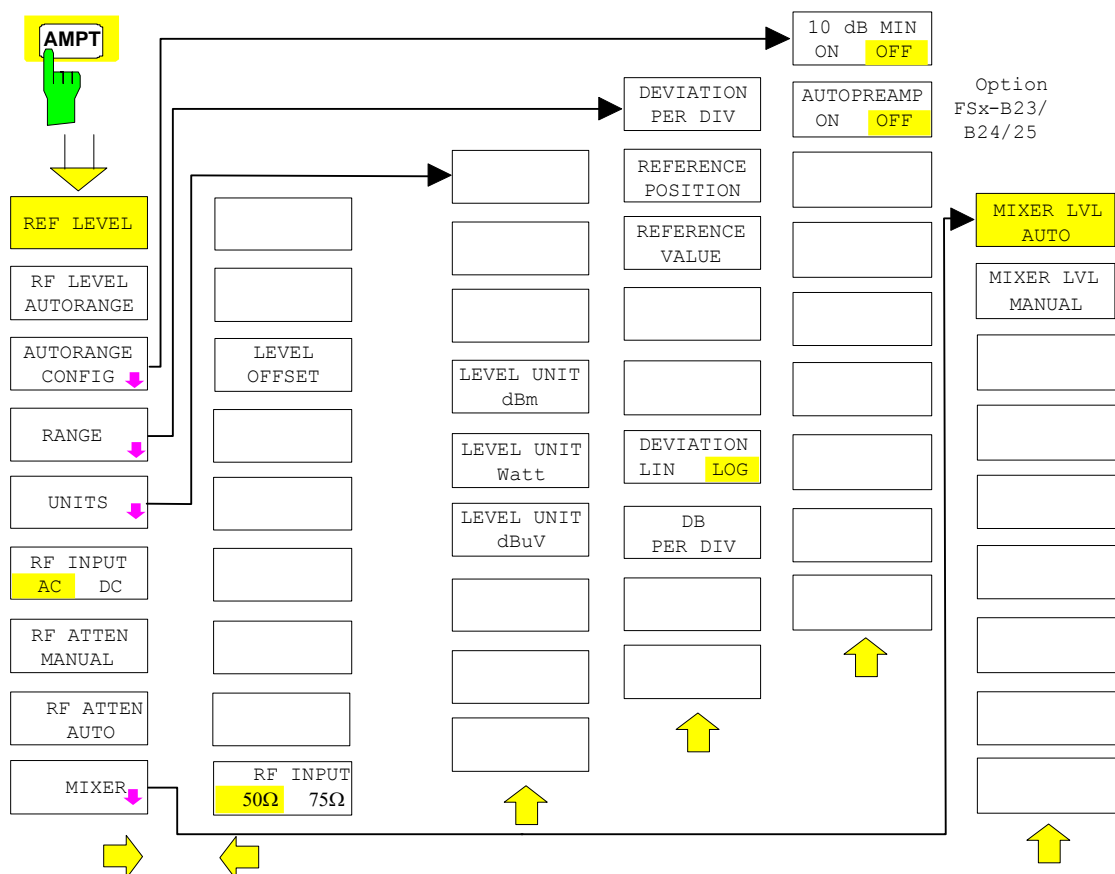 AMPT
REF LEVEL
RF LEVEL
AUTORANGE
AUTORANGE
CONFIG
RANGE
UNITS
RF INPUT
AC DC
RF ATTEN
MANUAL
RF ATTEN
AUTO
MIXER
LEVEL
OFFSET
RF INPUT
50Ω 75Ω
LEVEL UNIT
dBm
LEVEL UNIT
Watt
LEVEL UNIT
dBuV
DEVIATION
PER DIV
REFERENCE
POSITION
REFERENCE
VALUE
DEVIATION
LIN LOG
DB
PER DIV
10 dB MIN
ON OFF
AUTOPREAMP
ON OFF
Option
FSx-B23/
B24/25
MIXER LVL
AUTO
MIXER LVL
MANUAL